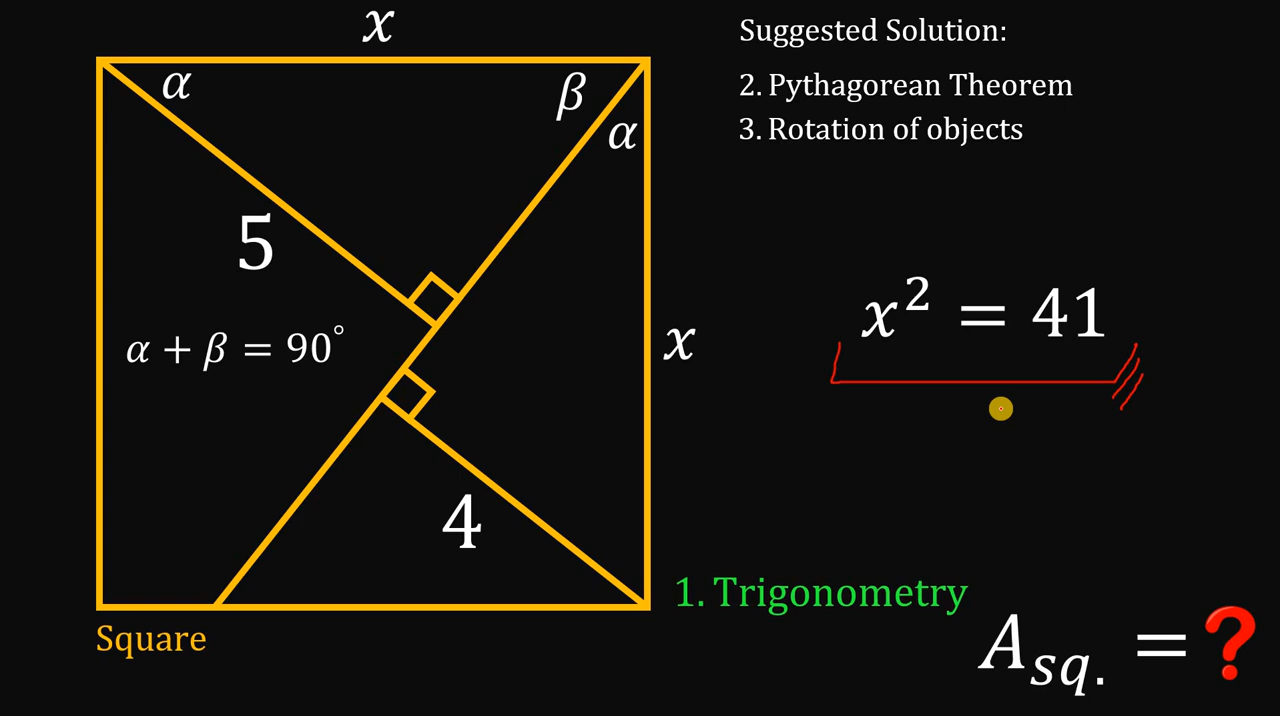 x
Suggested Solution:
2. Pythagorean Theorem
3. Rotation of objects
α
β
α
5
x² = 41
α + β = 90°
x
4
1. Trigonometry
A_sq. = ?
Square